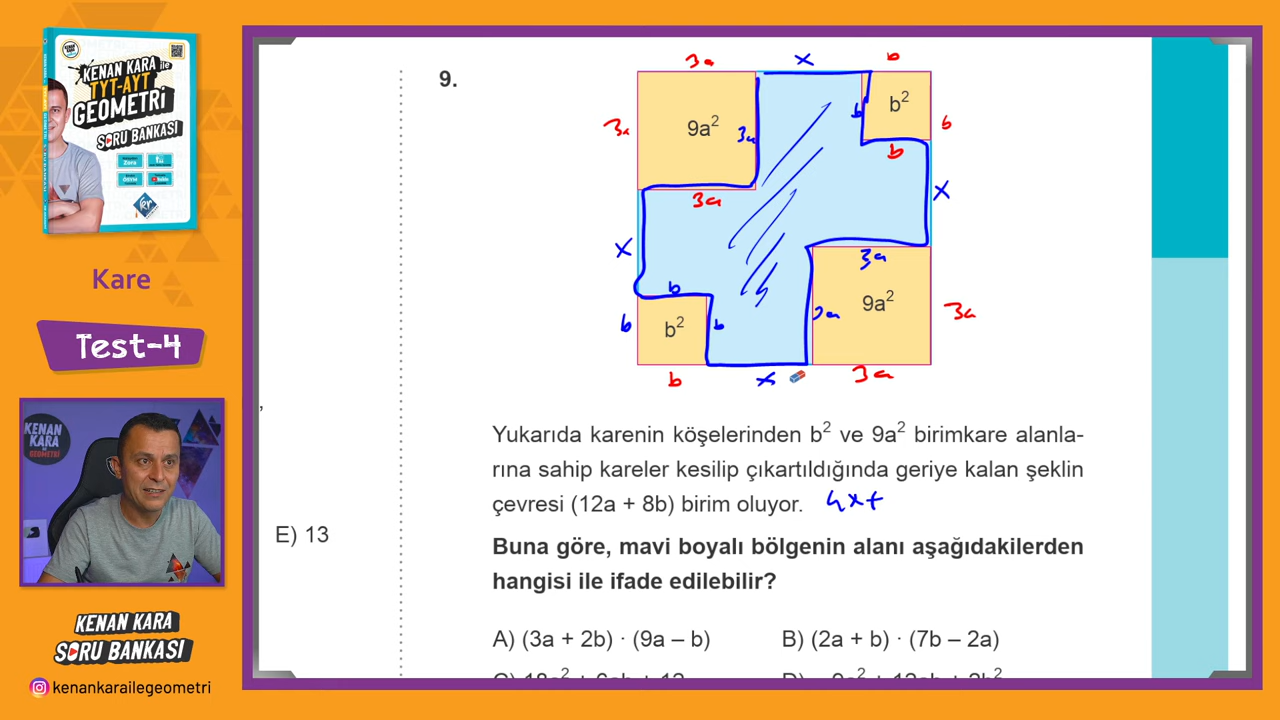 KENAN KARA ile
TYT-AYT
GEOMETRİ
SORU BANKASI
Kare
Test-4
KENAN
KARA
KENAN KARA
SORU BANKASI
kenankarailegeometri
,
E) 13
9.
3a x b
3a 9a² 3a b b² b
b
3a x
x 3a
b
b b² b 3a 9a² 3a
b x 3a
Yukarıda karenin köşelerinden b² ve 9a² birimkare alanla-
rına sahip kareler kesilip çıkartıldığında geriye kalan şeklin
çevresi (12a + 8b) birim oluyor. 4x+
Buna göre, mavi boyalı bölgenin alanı aşağıdakilerden
hangisi ile ifade edilebilir?
A) (3a + 2b) · (9a – b) B) (2a + b) · (7b – 2a)